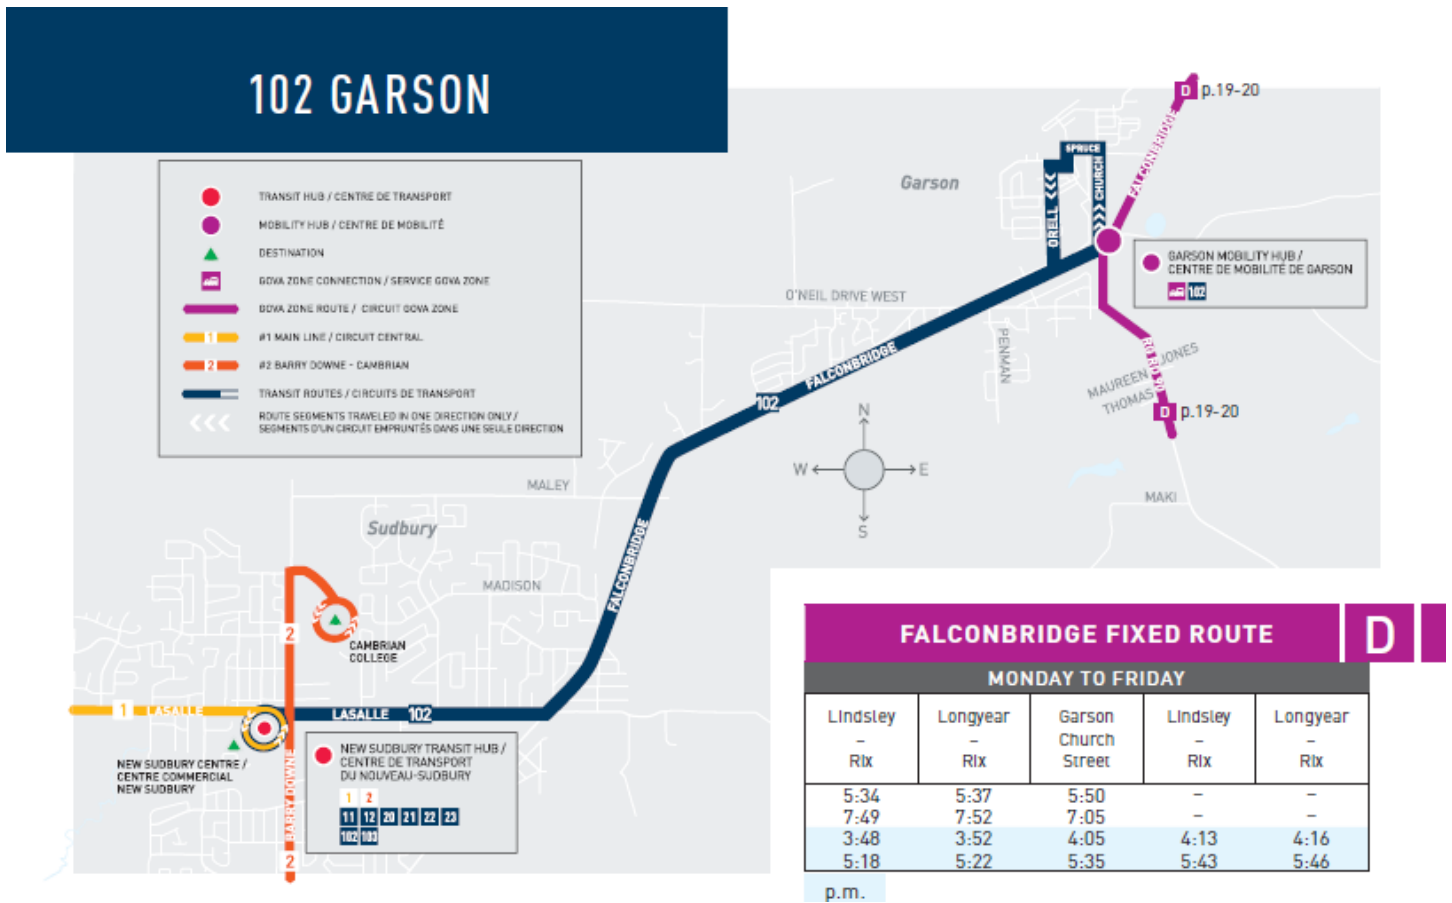 102 GARSON
TRANSIT HUB / CENTRE DE TRANSPORT
MOBILITY HUB / CENTRE DE MOBILITÉ
DESTINATION
GOVA ZONE CONNECTION / SERVICE GOVA ZONE
GOVA ZONE ROUTE / CIRCUIT GOVA ZONE
1 #1 MAIN LINE / CIRCUIT CENTRAL
2 #2 BARRY DOWNE - CAMBRIAN
TRANSIT ROUTES / CIRCUITS DE TRANSPORT
ROUTE SEGMENTS TRAVELED IN ONE DIRECTION ONLY /
SEGMENTS D'UN CIRCUIT EMPRUNTÉS DANS UNE SEULE DIRECTION
D p.19-20
FALCONBRIDGE
SPRUCE
CHURCH
ORELL
Garson
GARSON MOBILITY HUB /
CENTRE DE MOBILITÉ DE GARSON
102
O'NEIL DRIVE WEST
PENMAN
FALCONBRIDGE
102
RG RD 90
MAUREEN
JONES
THOMAS
D p.19-20
N
W
E
S
MAKI
MALEY
Sudbury
FALCONBRIDGE
MADISON
2
CAMBRIAN
COLLEGE
1 LASALLE
LASALLE 102
NEW SUDBURY CENTRE /
CENTRE COMMERCIAL
NEW SUDBURY
BARRY DOWNE
2
NEW SUDBURY TRANSIT HUB /
CENTRE DE TRANSPORT
DU NOUVEAU-SUDBURY
1 2
11 12 20 21 22 23
102 103
FALCONBRIDGE FIXED ROUTE D
MONDAY TO FRIDAY
Lindsley – Rix Longyear – Rix Garson Church Street Lindsley – Rix Longyear – Rix
5:34 5:37 5:50 – –
7:49 7:52 7:05 – –
3:48 3:52 4:05 4:13 4:16
5:18 5:22 5:35 5:43 5:46
p.m.